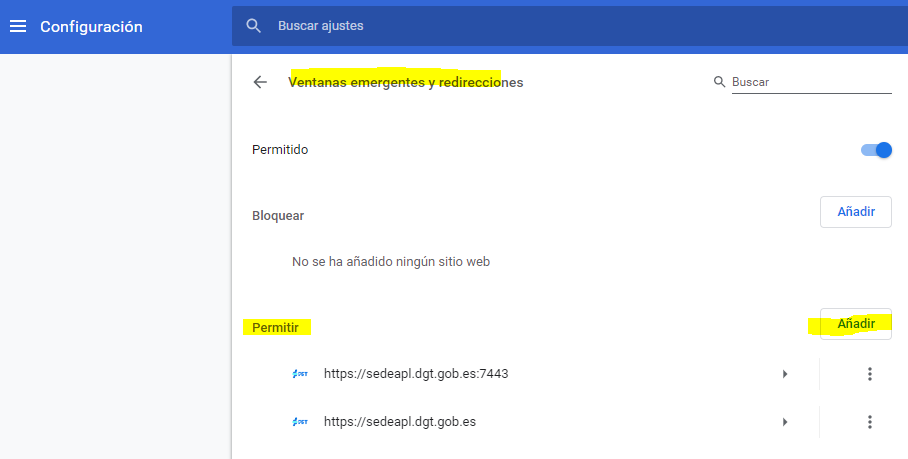 Configuración
Buscar ajustes
Ventanas emergentes y redirecciones
Buscar
Permitido
Bloquear
Añadir
No se ha añadido ningún sitio web
Permitir
Añadir
https://sedeapl.dgt.gob.es:7443
https://sedeapl.dgt.gob.es